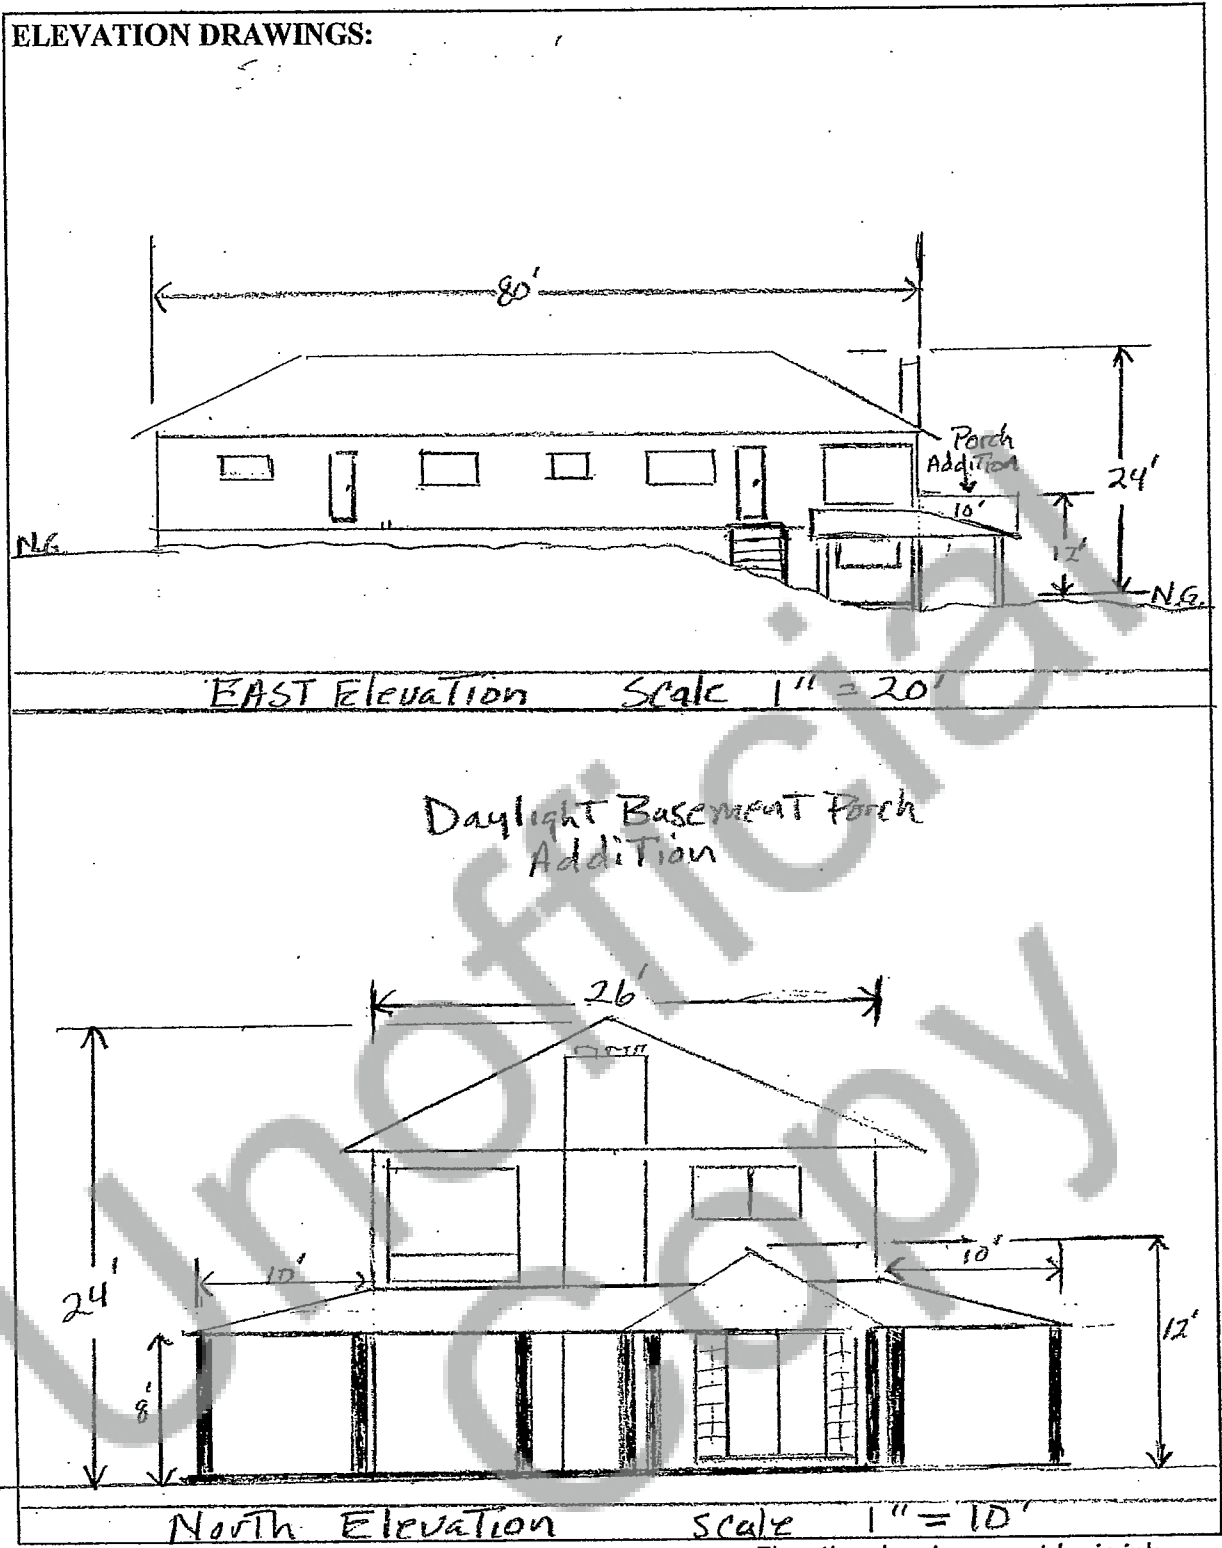 ELEVATION DRAWINGS:
80'
Porch
Addition
24'
10'
12'
N.G.
N.G.
EAST Elevation Scale 1" = 20'
Daylight Basement Porch
Addition
26'
10'
10'
24'
12'
8'
North Elevation scale 1" = 10'
Unofficial
Copy